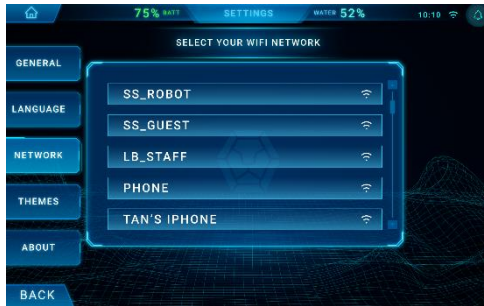 75% BATT SETTINGS WATER 52% 10:10
SELECT YOUR WIFI NETWORK
GENERAL
LANGUAGE
NETWORK
THEMES
ABOUT
BACK
SS_ROBOT
SS_GUEST
LB_STAFF
PHONE
TAN'S IPHONE